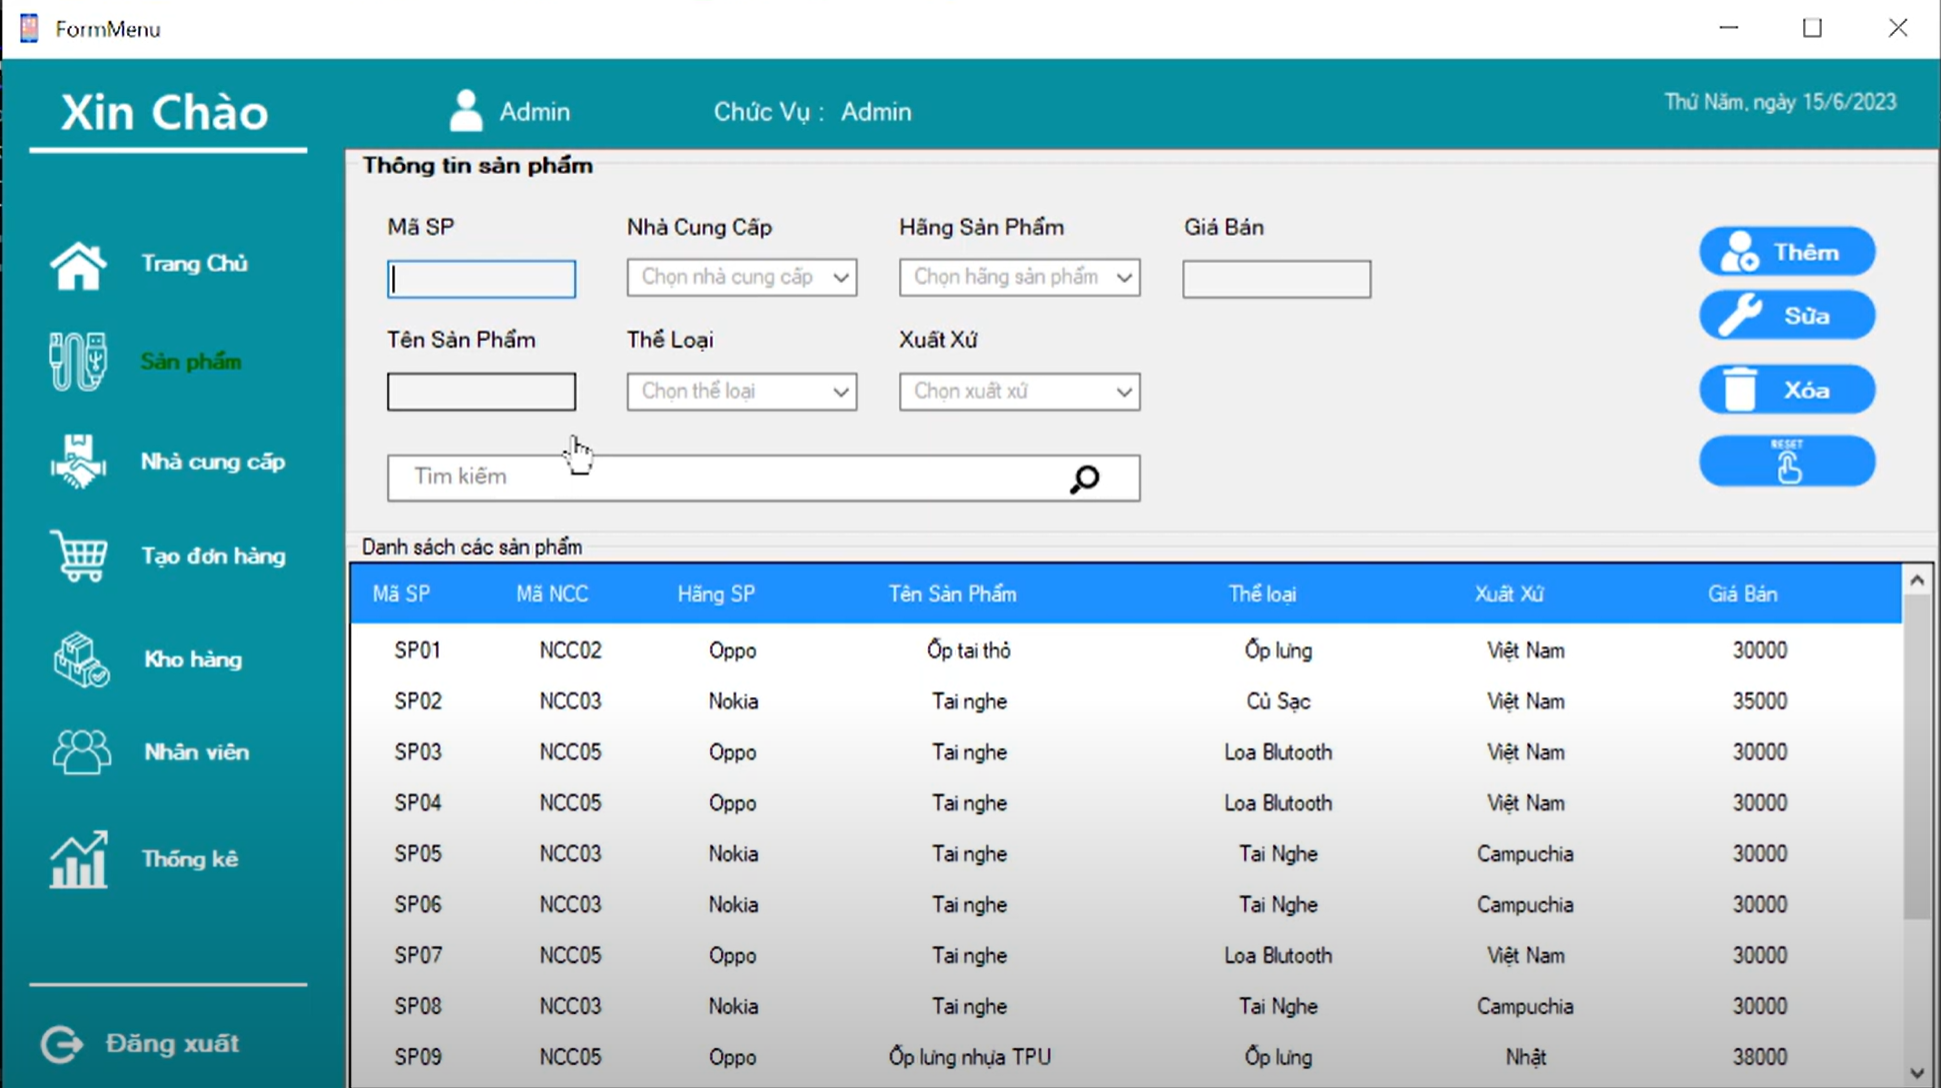 FormMenu
Xin Chào
Admin
Chức Vụ : Admin
Thứ Năm, ngày 15/6/2023
Trang Chủ
Sản phẩm
Nhà cung cấp
Tạo đơn hàng
Kho hàng
Nhân viên
Thống kê
Đăng xuất
Thông tin sản phẩm
Mã SP
Nhà Cung Cấp
Hãng Sản Phẩm
Giá Bán
Chọn nhà cung cấp
Chọn hãng sản phẩm
Tên Sản Phẩm
Thể Loại
Xuất Xứ
Chọn thể loại
Chọn xuất xứ
Tìm kiếm
Thêm
Sửa
Xóa
RESET
Danh sách các sản phẩm
Mã SP Mã NCC Hãng SP Tên Sản Phẩm Thể loại Xuất Xứ Giá Bán
SP01 NCC02 Oppo Ốp tai thỏ Ốp lưng Việt Nam 30000
SP02 NCC03 Nokia Tai nghe Củ Sạc Việt Nam 35000
SP03 NCC05 Oppo Tai nghe Loa Blutooth Việt Nam 30000
SP04 NCC05 Oppo Tai nghe Loa Blutooth Việt Nam 30000
SP05 NCC03 Nokia Tai nghe Tai Nghe Campuchia 30000
SP06 NCC03 Nokia Tai nghe Tai Nghe Campuchia 30000
SP07 NCC05 Oppo Tai nghe Loa Blutooth Việt Nam 30000
SP08 NCC03 Nokia Tai nghe Tai Nghe Campuchia 30000
SP09 NCC05 Oppo Ốp lưng nhựa TPU Ốp lưng Nhật 38000